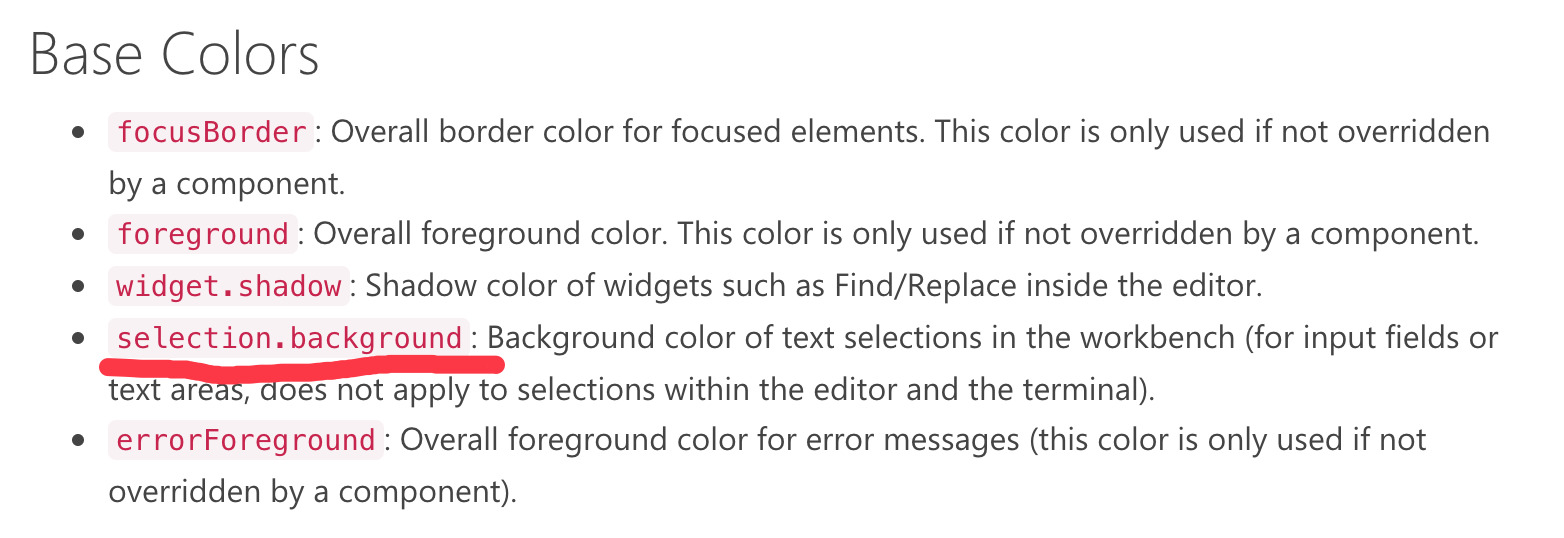 Base Colors
focusBorder: Overall border color for focused elements. This color is only used if not overridden
by a component.
foreground: Overall foreground color. This color is only used if not overridden by a component.
widget.shadow: Shadow color of widgets such as Find/Replace inside the editor.
selection.background: Background color of text selections in the workbench (for input fields or
text areas, does not apply to selections within the editor and the terminal).
errorForeground: Overall foreground color for error messages (this color is only used if not
overridden by a component).